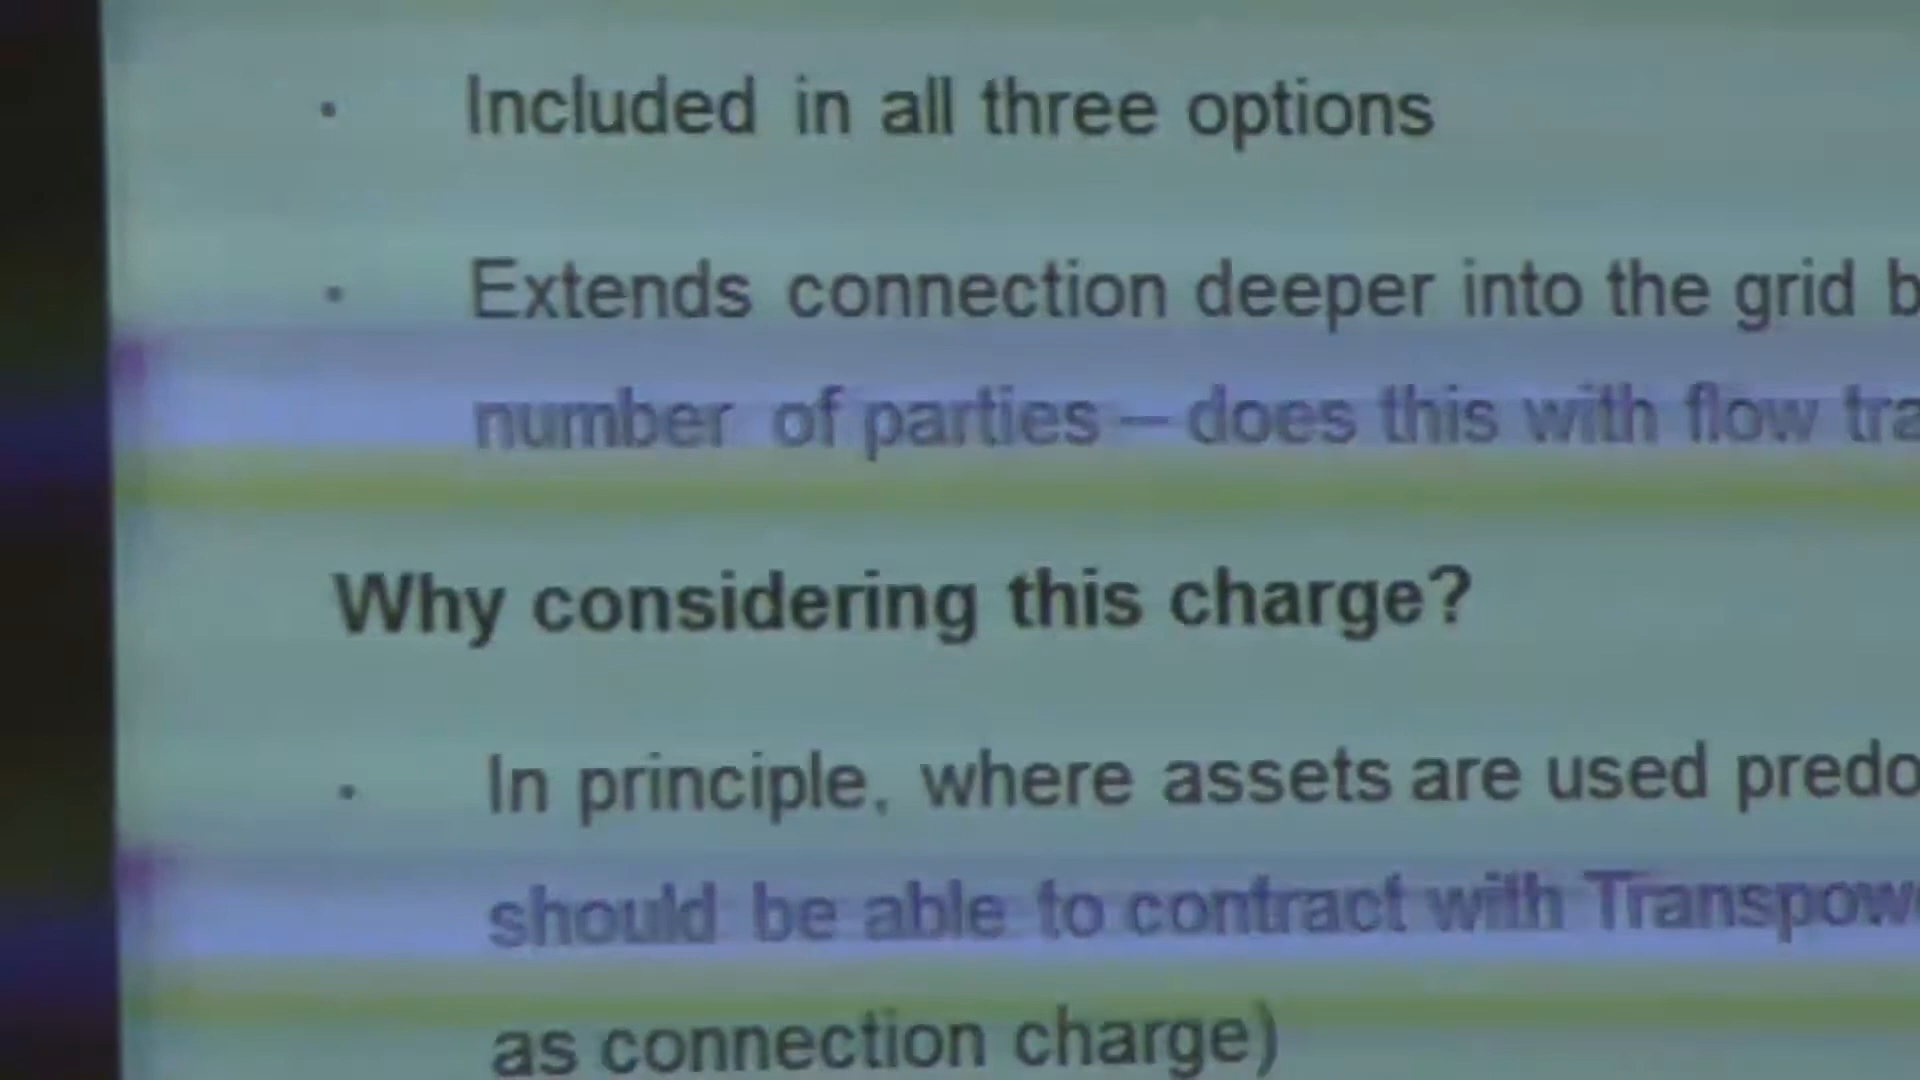 • Included in all three options
• Extends connection deeper into the grid b
number of parties – does this with flow tra
Why considering this charge?
• In principle, where assets are used predo
should be able to contract with Transpow
as connection charge)